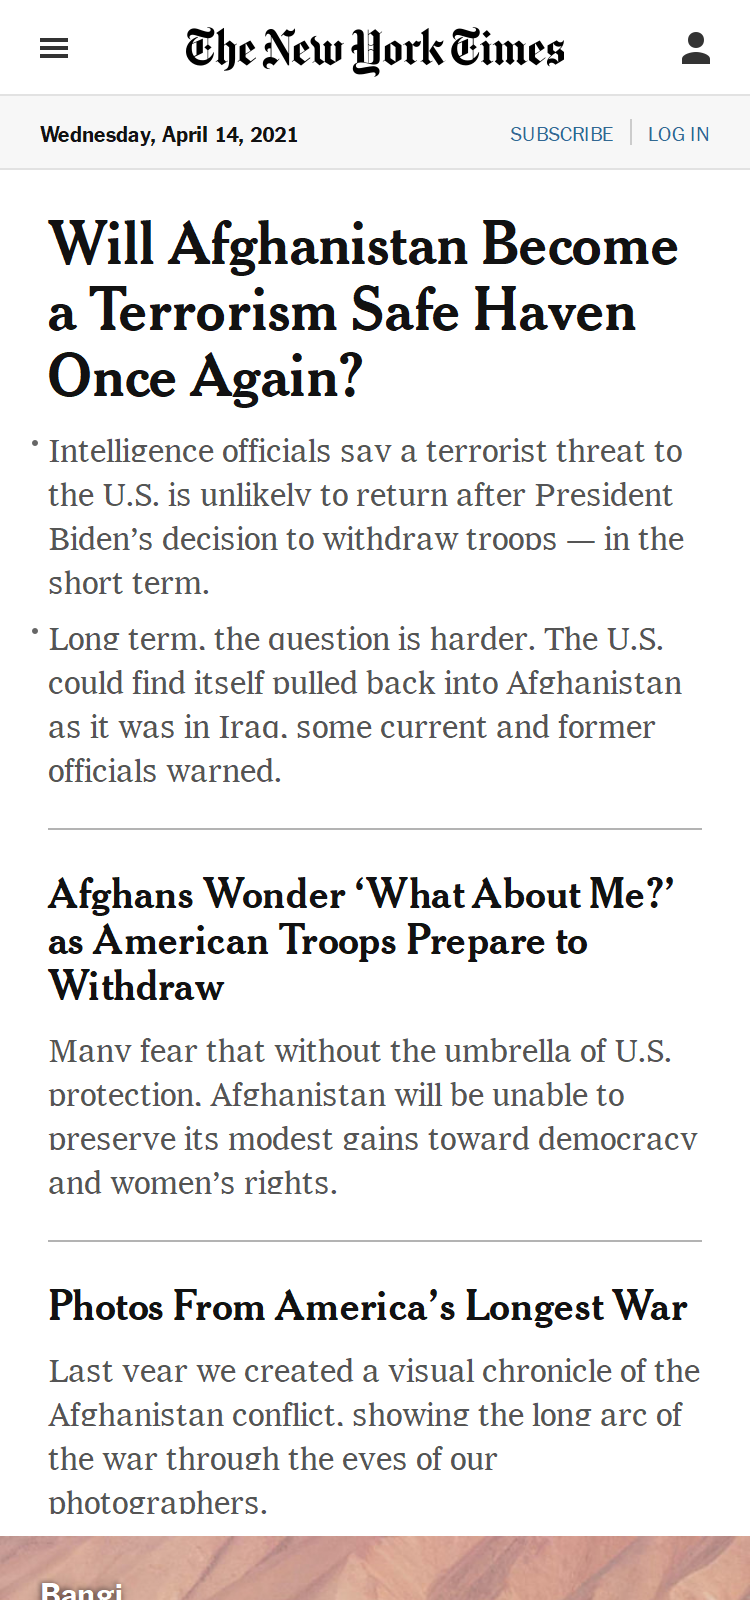 The New York Times
Wednesday, April 14, 2021
SUBSCRIBE
LOG IN
Will Afghanistan Become
a Terrorism Safe Haven
Once Again?
• Intelligence officials say a terrorist threat to
the U.S. is unlikely to return after President
Biden’s decision to withdraw troops — in the
short term.
• Long term, the question is harder. The U.S.
could find itself pulled back into Afghanistan
as it was in Iraq, some current and former
officials warned.
Afghans Wonder ‘What About Me?’
as American Troops Prepare to
Withdraw
Many fear that without the umbrella of U.S.
protection, Afghanistan will be unable to
preserve its modest gains toward democracy
and women’s rights.
Photos From America’s Longest War
Last year we created a visual chronicle of the
Afghanistan conflict, showing the long arc of
the war through the eyes of our
photographers.
Bangi